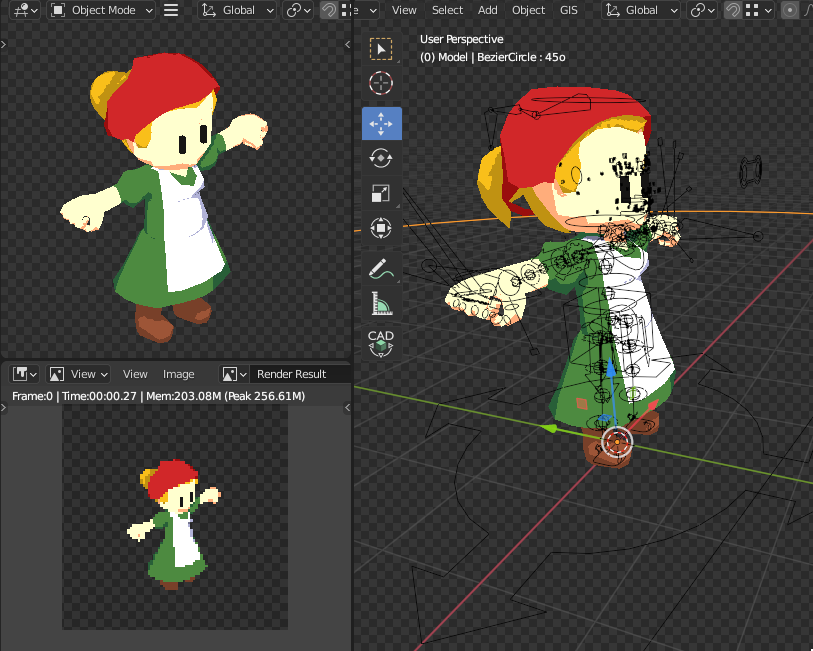 Object Mode
Global
e
View
Select
Add
Object
GIS
Global
User Perspective
(0) Model | BezierCircle : 45o
CAD
View
View
Image
Render Result
Frame:0 | Time:00:00.27 | Mem:203.08M (Peak 256.61M)